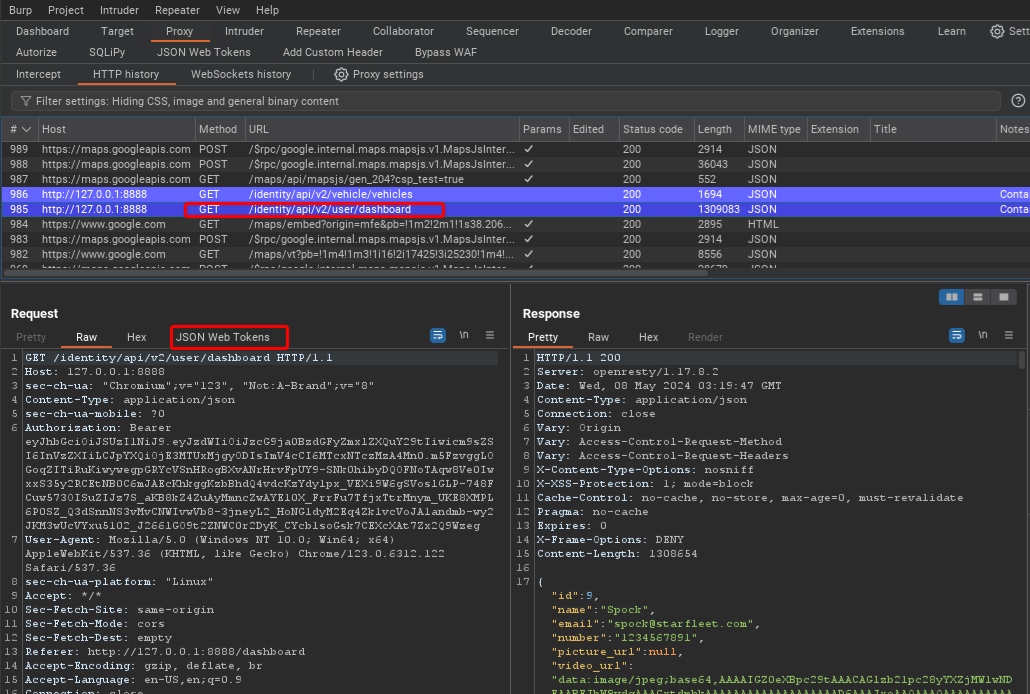 Burp Project Intruder Repeater View Help
Dashboard Target Proxy Intruder Repeater Collaborator Sequencer Decoder Comparer Logger Organizer Extensions Learn Sett
Autorize SQLiPy JSON Web Tokens Add Custom Header Bypass WAF
Intercept HTTP history WebSockets history Proxy settings
Filter settings: Hiding CSS, image and general binary content
# Host Method URL Params Edited Status code Length MIME type Extension Title Notes
989 https://maps.googleapis.com POST /$rpc/google.internal.maps.mapsjs.v1.MapsJsInter... ✓ 200 2914 JSON
988 https://maps.googleapis.com POST /$rpc/google.internal.maps.mapsjs.v1.MapsJsInter... ✓ 200 36043 JSON
987 https://maps.googleapis.com GET /maps/api/mapsjs/gen_204?csp_test=true ✓ 200 552 JSON
986 http://127.0.0.1:8888 GET /identity/api/v2/vehicle/vehicles 200 1694 JSON Conta
985 http://127.0.0.1:8888 GET /identity/api/v2/user/dashboard 200 1309083 JSON Conta
984 https://www.google.com GET /maps/embed?origin=mfe&pb=!1m2!2m1!1s38.206... ✓ 200 2895 HTML
983 https://maps.googleapis.com POST /$rpc/google.internal.maps.mapsjs.v1.MapsJsInter... ✓ 200 2914 JSON
982 https://www.google.com GET /maps/vt?pb=!1m4!1m3!1i16!2i17425!3i25230!1m4!... ✓ 200 8556 JSON
Request
Pretty Raw Hex JSON Web Tokens \n
1 GET /identity/api/v2/user/dashboard HTTP/1.1
2 Host: 127.0.0.1:8888
3 sec-ch-ua: "Chromium";v="123", "Not:A-Brand";v="8"
4 Content-Type: application/json
5 sec-ch-ua-mobile: ?0
6 Authorization: Bearer
7 User-Agent: Mozilla/5.0 (Windows NT 10.0; Win64; x64)
AppleWebKit/537.36 (KHTML, like Gecko) Chrome/123.0.6312.122
Safari/537.36
8 sec-ch-ua-platform: "Linux"
9 Accept: */*
10 Sec-Fetch-Site: same-origin
11 Sec-Fetch-Mode: cors
12 Sec-Fetch-Dest: empty
13 Referer: http://127.0.0.1:8888/dashboard
14 Accept-Encoding: gzip, deflate, br
15 Accept-Language: en-US,en;q=0.9
Response
Pretty Raw Hex Render \n
1 HTTP/1.1 200
2 Server: openresty/1.17.8.2
3 Date: Wed, 08 May 2024 03:19:47 GMT
4 Content-Type: application/json
5 Connection: close
6 Vary: Origin
7 Vary: Access-Control-Request-Method
8 Vary: Access-Control-Request-Headers
9 X-Content-Type-Options: nosniff
10 X-XSS-Protection: 1; mode=block
11 Cache-Control: no-cache, no-store, max-age=0, must-revalidate
12 Pragma: no-cache
13 Expires: 0
14 X-Frame-Options: DENY
15 Content-Length: 1308654
16
17 {
"id":9,
"name":"Spock",
"email":"spock@starfleet.com",
"number":"1234567891",
"picture_url":null,
"video_url":